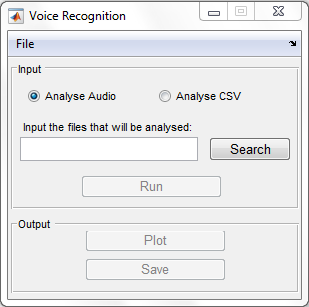 Voice Recognition
File
Input
Analyse Audio Analyse CSV
Input the files that will be analysed:
Search
Run
Output
Plot
Save